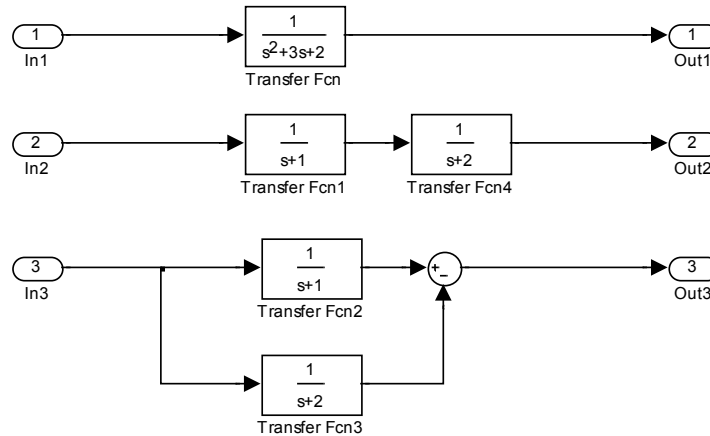 1
In1
1
s²+3s+2
Transfer Fcn
1
Out1
2
In2
1
s+1
Transfer Fcn1
1
s+2
Transfer Fcn4
2
Out2
3
In3
1
s+1
Transfer Fcn2
+
−
3
Out3
1
s+2
Transfer Fcn3